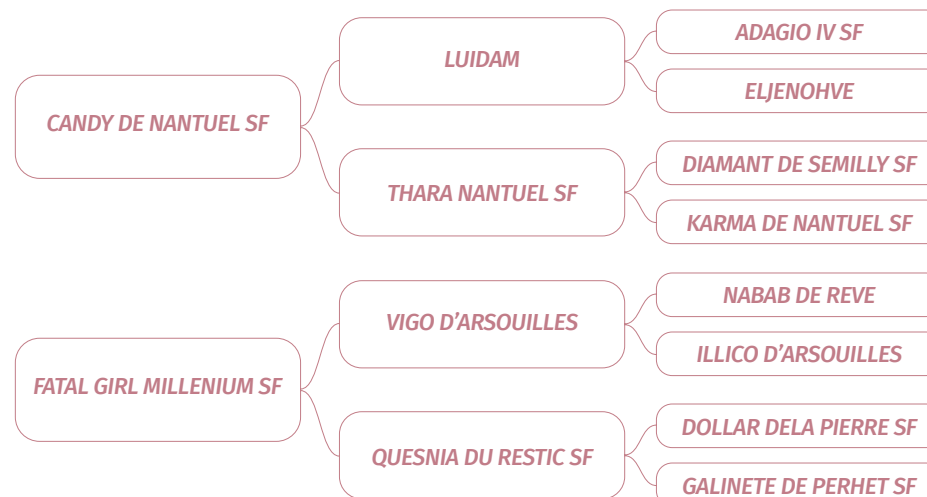 ADAGIO IV SF
LUIDAM
ELJENOHVE
CANDY DE NANTUEL SF
DIAMANT DE SEMILLY SF
THARA NANTUEL SF
KARMA DE NANTUEL SF
NABAB DE REVE
VIGO D’ARSOUILLES
ILLICO D’ARSOUILLES
FATAL GIRL MILLENIUM SF
DOLLAR DELA PIERRE SF
QUESNIA DU RESTIC SF
GALINETE DE PERHET SF